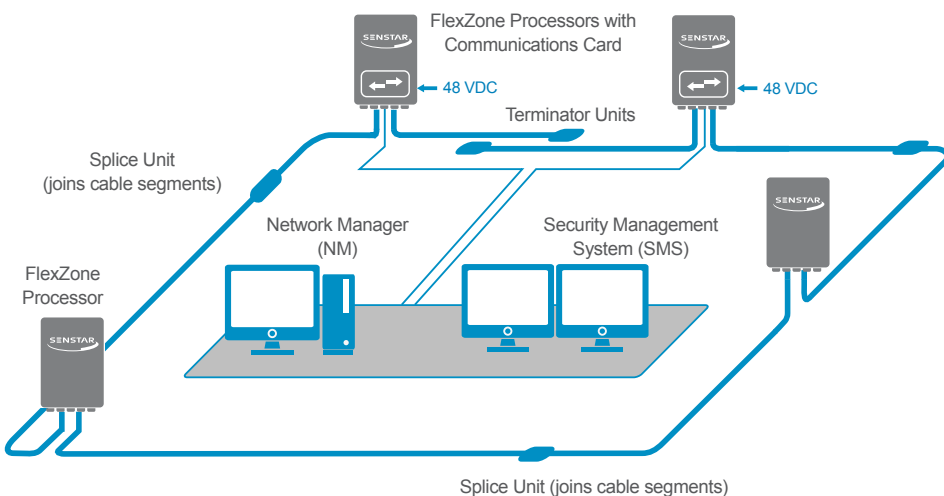 FlexZone Processors with
Communications Card
SENSTAR
SENSTAR
48 VDC
48 VDC
Terminator Units
Splice Unit
(joins cable segments)
SENSTAR
Network Manager
(NM)
Security Management
System (SMS)
FlexZone
Processor
SENSTAR
Splice Unit (joins cable segments)